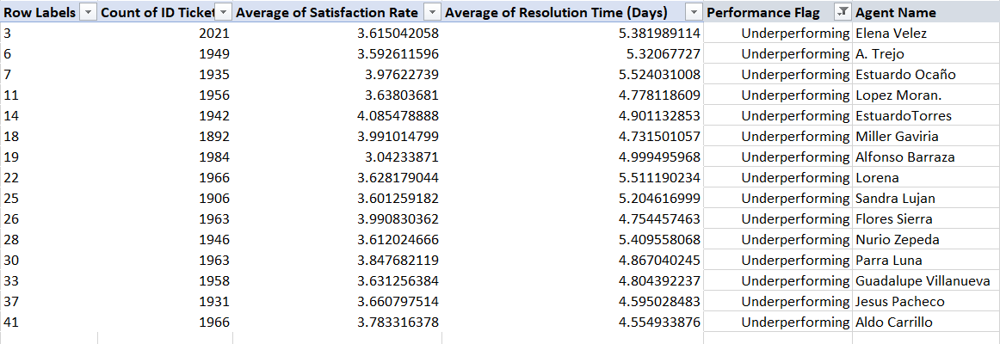 Row Labels Count of ID Ticket Average of Satisfaction Rate Average of Resolution Time (Days) Performance Flag Agent Name
3 2021 3.615042058 5.381989114 Underperforming Elena Velez
6 1949 3.592611596 5.32067727 Underperforming A. Trejo
7 1935 3.97622739 5.524031008 Underperforming Estuardo Ocaño
11 1956 3.63803681 4.778118609 Underperforming Lopez Moran.
14 1942 4.085478888 4.901132853 Underperforming EstuardoTorres
18 1892 3.991014799 4.731501057 Underperforming Miller Gaviria
19 1984 3.04233871 4.999495968 Underperforming Alfonso Barraza
22 1966 3.628179044 5.511190234 Underperforming Lorena
25 1906 3.601259182 5.204616999 Underperforming Sandra Lujan
26 1963 3.990830362 4.754457463 Underperforming Flores Sierra
28 1946 3.612024666 5.409558068 Underperforming Nurio Zepeda
30 1963 3.847682119 4.867040245 Underperforming Parra Luna
33 1958 3.631256384 4.804392237 Underperforming Guadalupe Villanueva
37 1931 3.660797514 4.595028483 Underperforming Jesus Pacheco
41 1966 3.783316378 4.554933876 Underperforming Aldo Carrillo